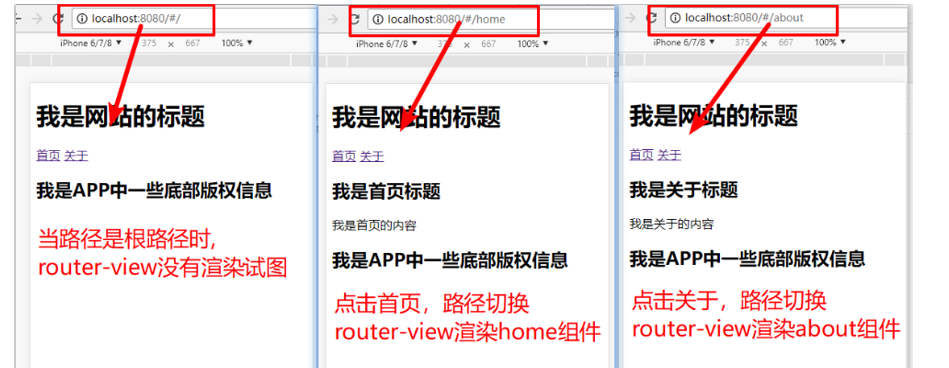 localhost:8080/#/
iPhone 6/7/8 ▼ 375 × 667 100% ▼
我是网站的标题
首页 关于
我是APP中一些底部版权信息
当路径是根路径时,
router-view没有渲染试图
localhost:8080/#/home
iPhone 6/7/8 ▼ 375 × 667 100% ▼
我是网站的标题
首页 关于
我是首页标题
我是首页的内容
我是APP中一些底部版权信息
点击首页，路径切换
router-view渲染home组件
localhost:8080/#/about
iPhone 6/7/8 ▼ 375 × 667 100% ▼
我是网站的标题
首页 关于
我是关于标题
我是关于的内容
我是APP中一些底部版权信息
点击关于，路径切换
router-view渲染about组件